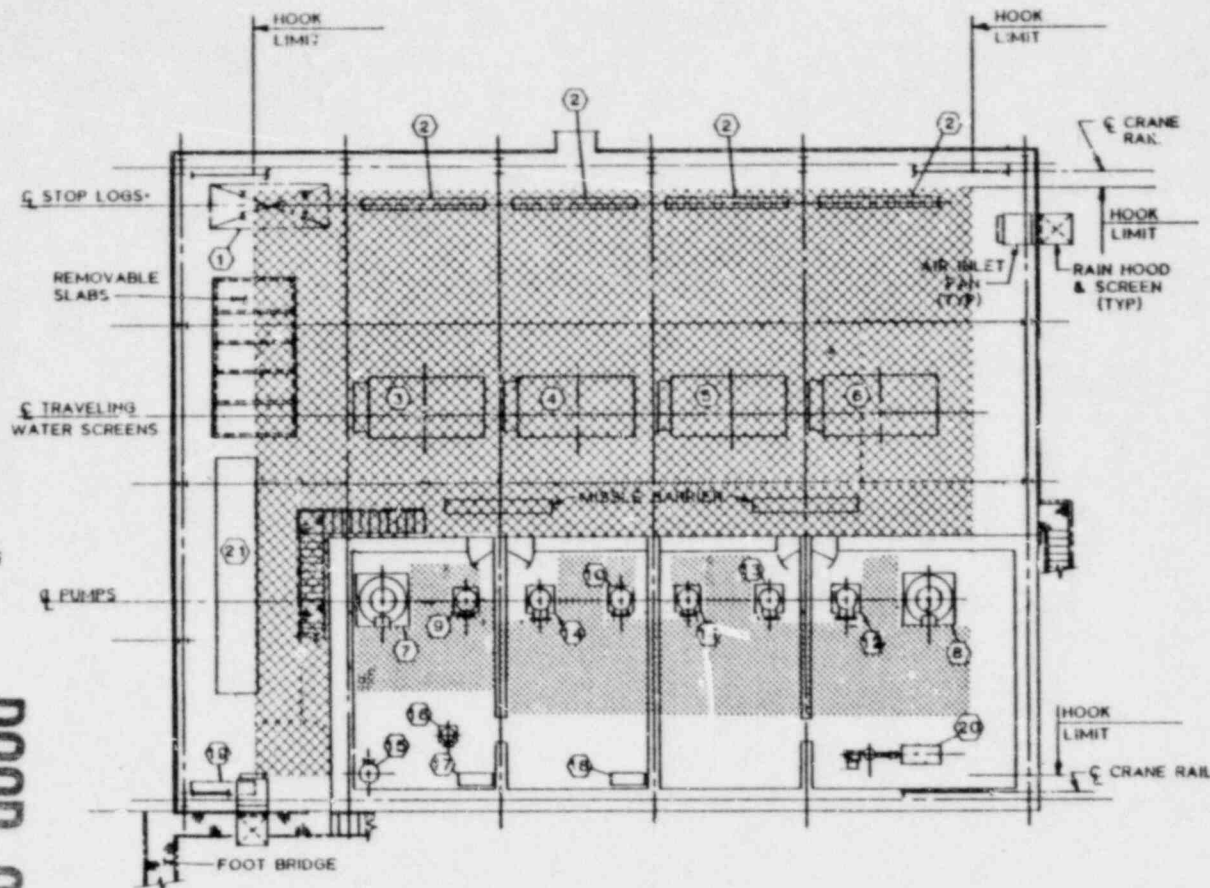 HOOK
LIMIT
HOOK
LIMIT
2
2
2
2
℄ CRANE
RAIL
℄ STOP LOGS
HOOK
LIMIT
1
AIR INLET
FAN
(TYP)
RAIN HOOD
& SCREEN
(TYP)
REMOVABLE
SLABS
3
4
5
6
℄ TRAVELING
WATER SCREENS
MISSLE BARRIER
21
℄ PUMPS
10
13
9
14
7
8
HOOK
LIMIT
16
15
17
18
20
19
℄ CRANE RAIL
FOOT BRIDGE